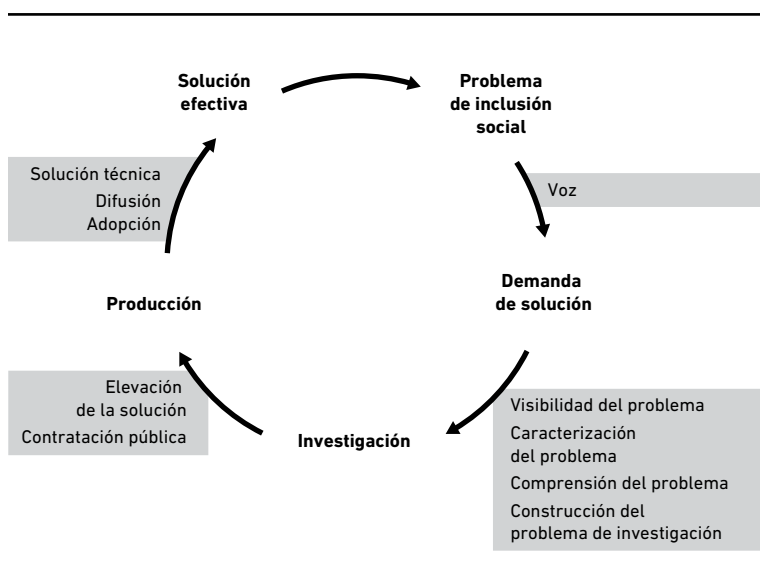 Solución
efectiva
Problema
de inclusión
social
Voz
Demanda
de solución
Visibilidad del problema
Caracterización
del problema
Comprensión del problema
Construcción del
problema de investigación
Investigación
Elevación
de la solución
Contratación pública
Producción
Solución técnica
Difusión
Adopción